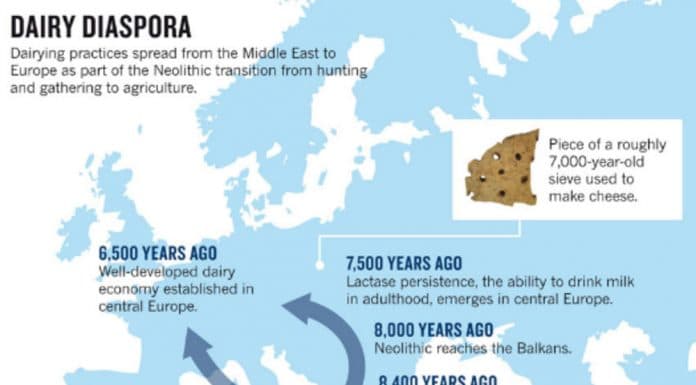 DAIRY DIASPORA
Dairying practices spread from the Middle East to
Europe as part of the Neolithic transition from hunting
and gathering to agriculture.
Piece of a roughly
7,000-year-old
sieve used to
make cheese.
6,500 YEARS AGO
Well-developed dairy
economy established in
central Europe.
7,500 YEARS AGO
Lactase persistence, the ability to drink milk
in adulthood, emerges in central Europe.
8,000 YEARS AGO
Neolithic reaches the Balkans.
8,400 YEARS AGO